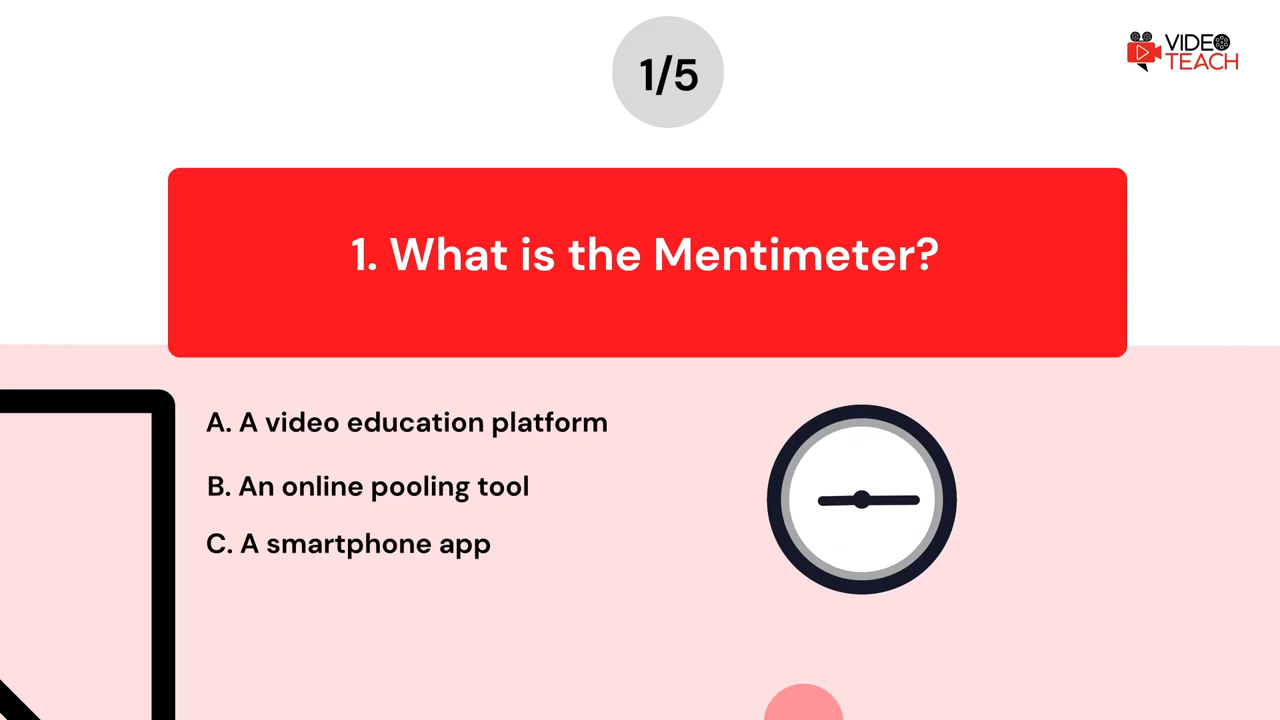 1/5
VIDEO
TEACH
1. What is the Mentimeter?
A. A video education platform
B. An online pooling tool
C. A smartphone app